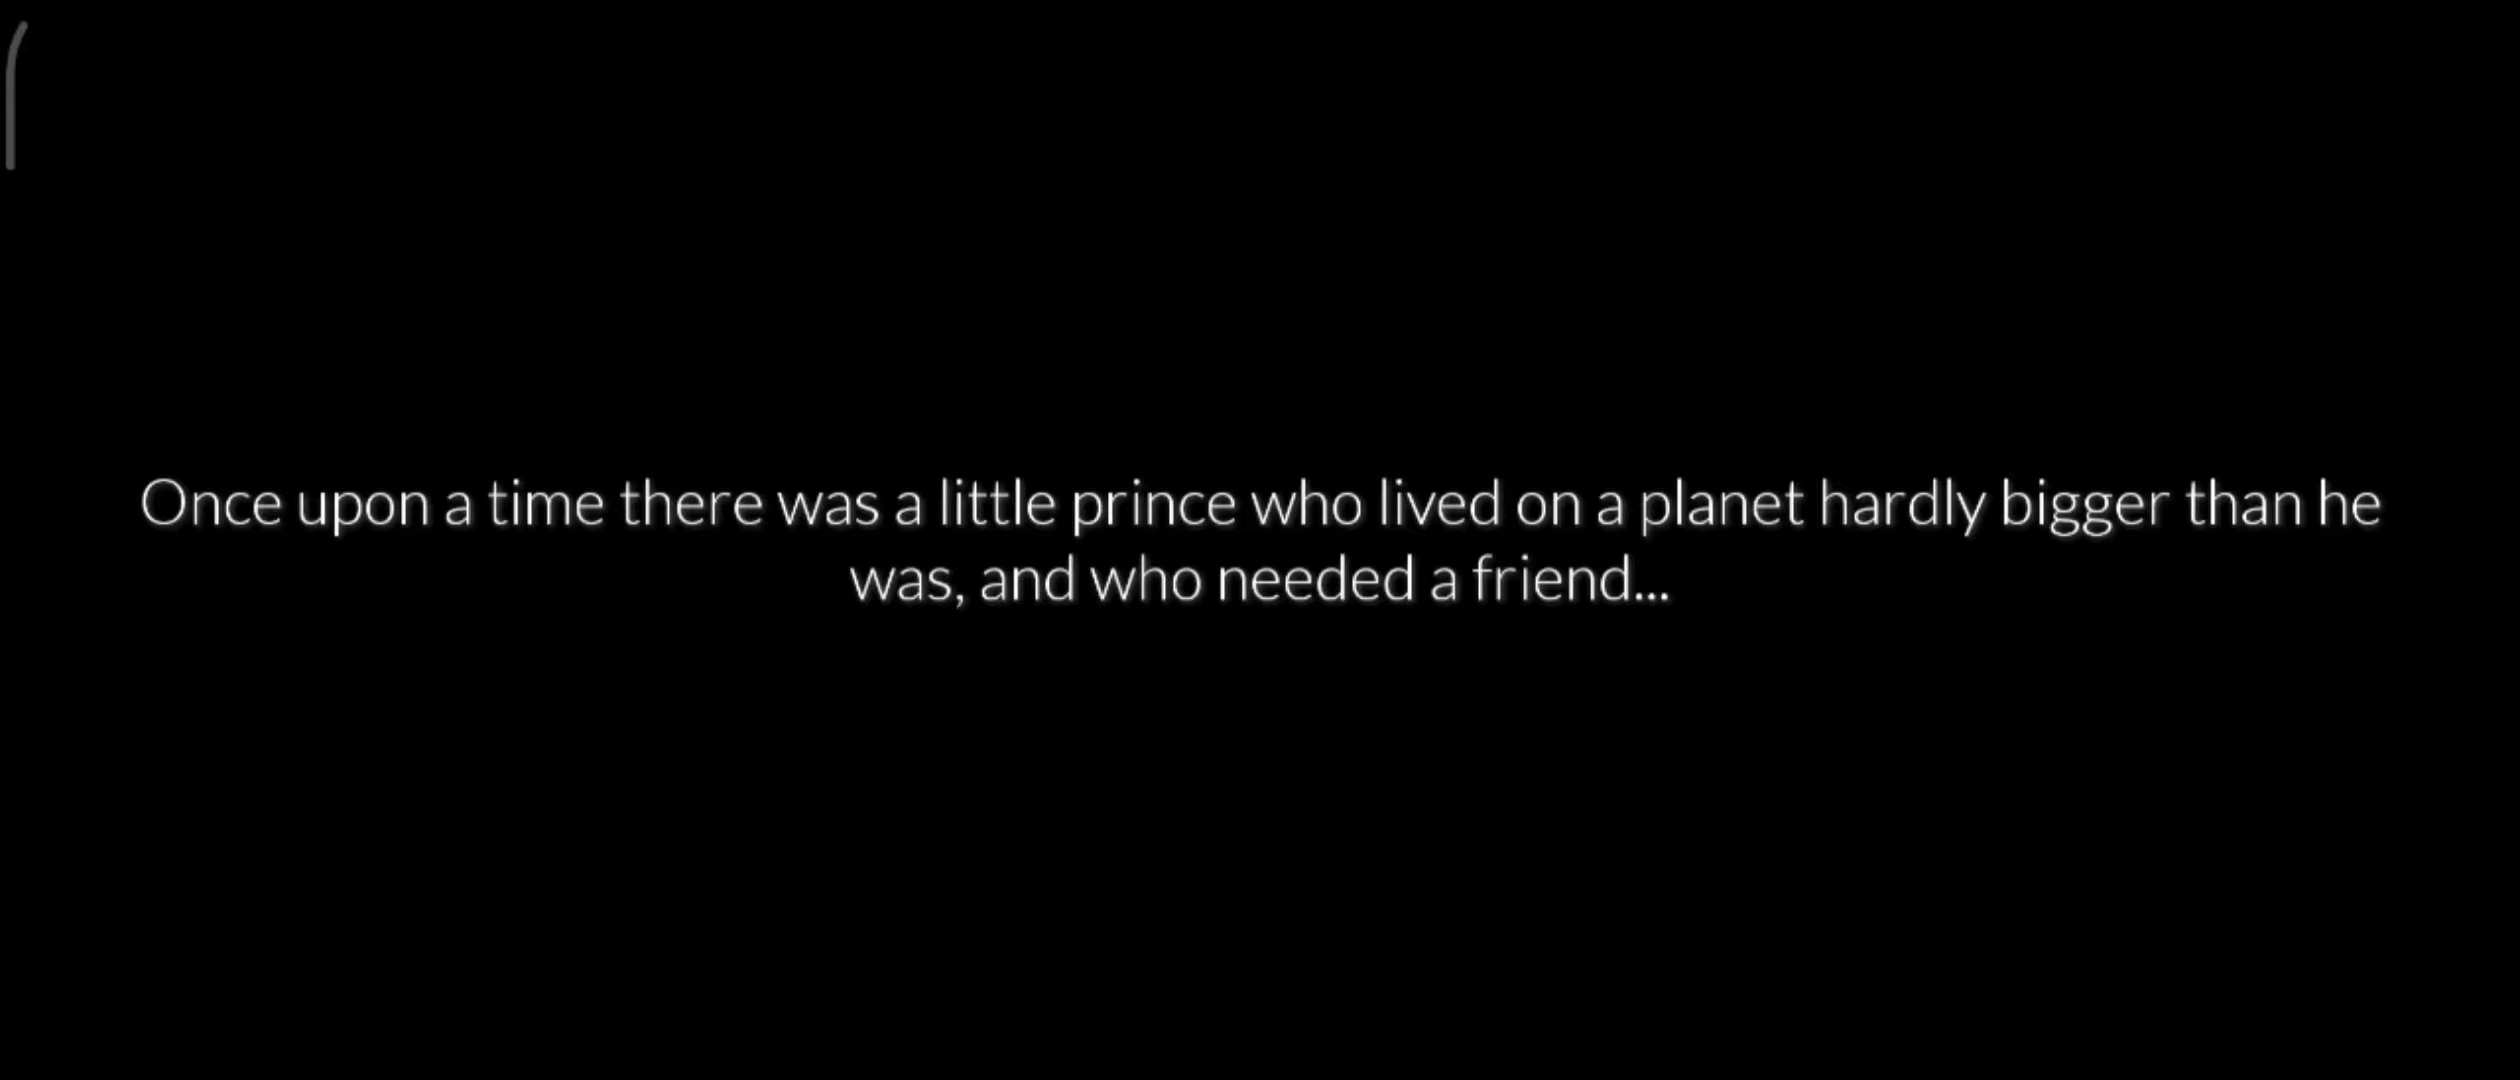 Once upon a time there was a little prince who lived on a planet hardly bigger than he
was, and who needed a friend...